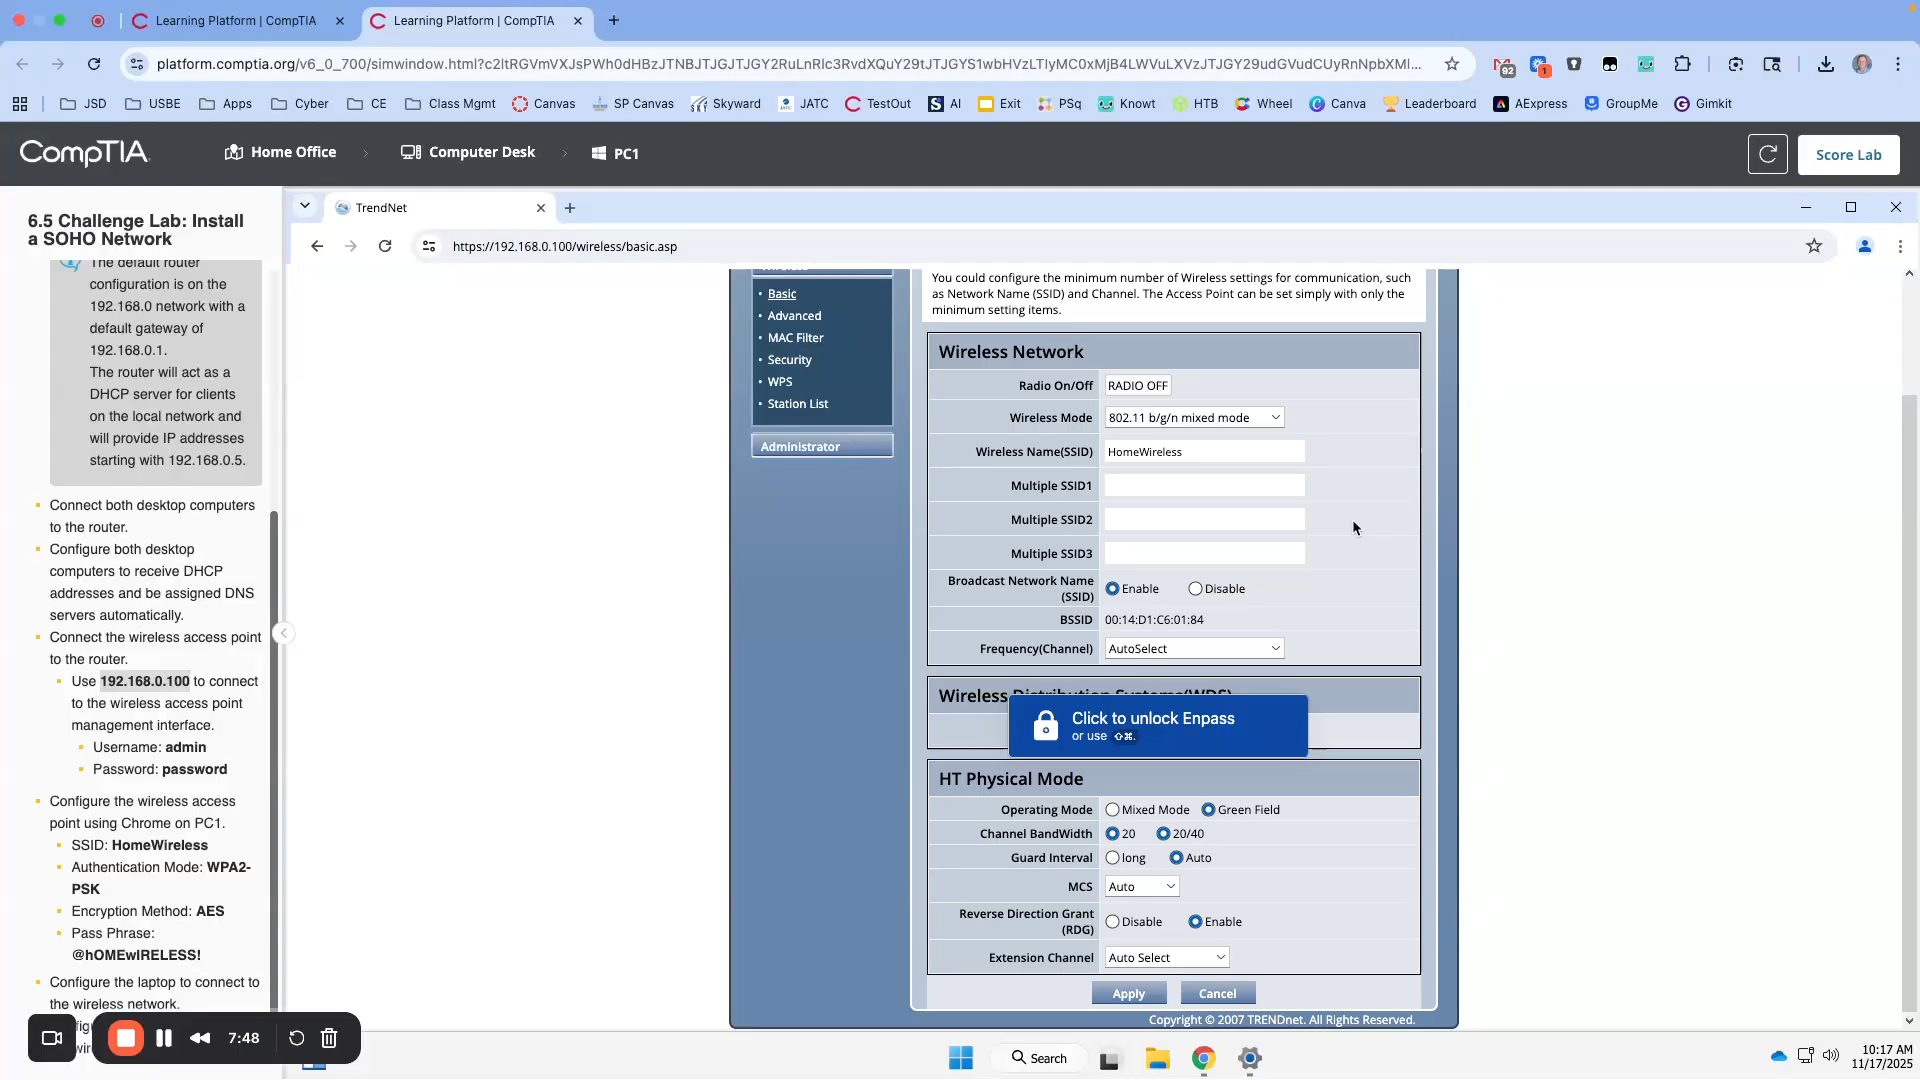 Learning Platform | CompTIA
Learning Platform | CompTIA
platform.comptia.org/v6_0_700/simwindow.html?c2ltRGVmVXJsPWh0dHBzJTNBJTJGJTJGY2RuLnRlc3RvdXQuY29tJTJGYS1wbHVzLTIyMC0xMjB4LWVuLXVzJTJGY29udGVudCUyRnNpbXMl...
92
1
JSD
USBE
Apps
Cyber
CE
Class Mgmt
Canvas
SP Canvas
Skyward
JATC
TestOut
AI
Exit
PSq
Knowt
HTB
Wheel
Canva
Leaderboard
AExpress
GroupMe
Gimkit
CompTIA.
Home Office
Computer Desk
PC1
Score Lab
6.5 Challenge Lab: Install
a SOHO Network
The default router
configuration is on the
192.168.0 network with a
default gateway of
192.168.0.1.
The router will act as a
DHCP server for clients
on the local network and
will provide IP addresses
starting with 192.168.0.5.
Connect both desktop computers
to the router.
Configure both desktop
computers to receive DHCP
addresses and be assigned DNS
servers automatically.
Connect the wireless access point
to the router.
Use 192.168.0.100 to connect
to the wireless access point
management interface.
Username: admin
Password: password
Configure the wireless access
point using Chrome on PC1.
SSID: HomeWireless
Authentication Mode: WPA2-
PSK
Encryption Method: AES
Pass Phrase:
@hOMEwIRELESS!
Configure the laptop to connect to
the wireless network.
7:48
TrendNet
https://192.168.0.100/wireless/basic.asp
Basic
Advanced
MAC Filter
Security
WPS
Station List
Administrator
You could configure the minimum number of Wireless settings for communication, such
as Network Name (SSID) and Channel. The Access Point can be set simply with only the
minimum setting items.
Wireless Network
Radio On/Off RADIO OFF
Wireless Mode 802.11 b/g/n mixed mode
Wireless Name(SSID) HomeWireless
Multiple SSID1
Multiple SSID2
Multiple SSID3
Broadcast Network Name
(SSID) Enable Disable
BSSID 00:14:D1:C6:01:84
Frequency(Channel) AutoSelect
Wireless Distribution Systems(WDS)
Click to unlock Enpass
or use ⇧⌘.
HT Physical Mode
Operating Mode Mixed Mode Green Field
Channel BandWidth 20 20/40
Guard Interval long Auto
MCS Auto
Reverse Direction Grant
(RDG) Disable Enable
Extension Channel Auto Select
Apply Cancel
Copyright © 2007 TRENDnet. All Rights Reserved.
Search
10:17 AM
11/17/2025